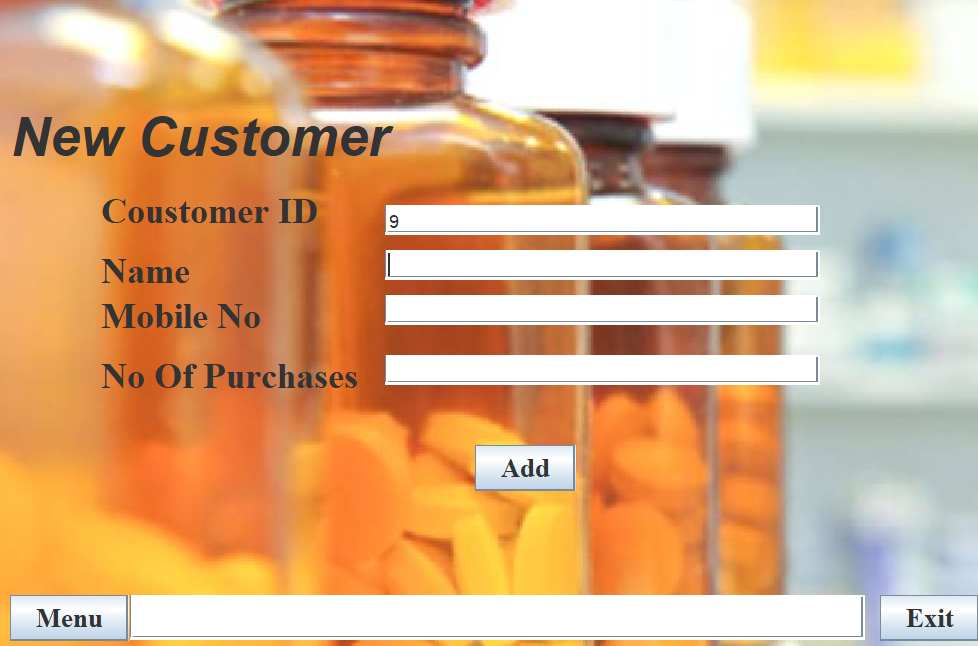 New Customer
Coustomer ID
9
Name
Mobile No
No Of Purchases
Add
Menu
Exit